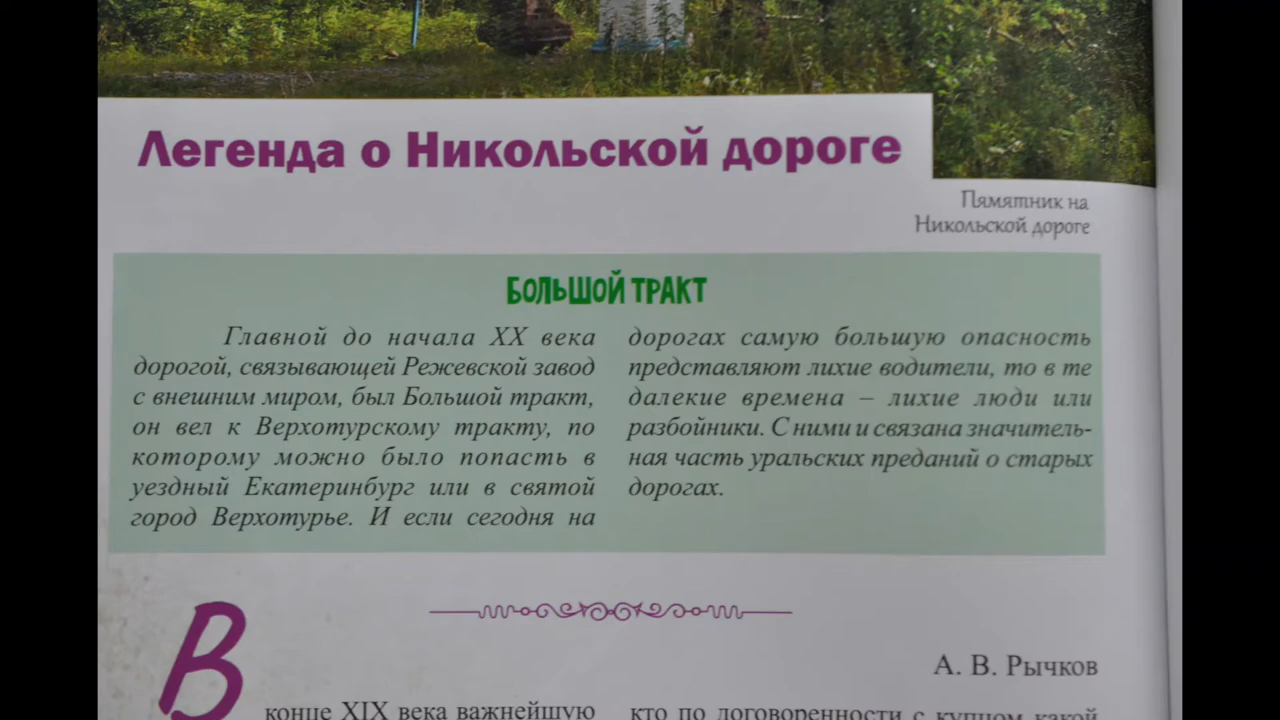 Легенда о Никольской дороге
Пямятник на
Никольской дороге
БОЛЬШОЙ ТРАКТ
Главной до начала XX века
дорогой, связывающей Режевской завод
с внешним миром, был Большой тракт,
он вел к Верхотурскому тракту, по
которому можно было попасть в
уездный Екатеринбург или в святой
город Верхотурье. И если сегодня на
дорогах самую большую опасность
представляют лихие водители, то в те
далекие времена – лихие люди или
разбойники. С ними и связана значитель-
ная часть уральских преданий о старых
дорогах.
А. В. Рычков
В
конце XIX века важнейшую
кто по договоренности с купцом какой